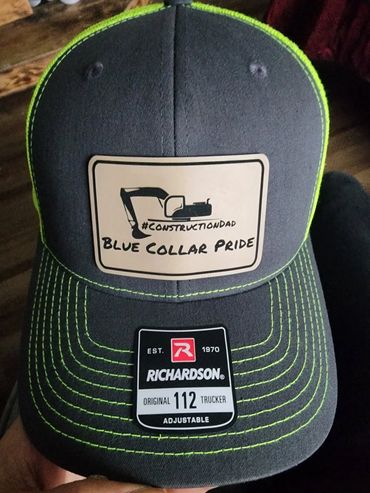 #ConstructionDad
Blue Collar Pride
EST. R 1970
RICHARDSON®
ORIGINAL 112 TRUCKER
ADJUSTABLE